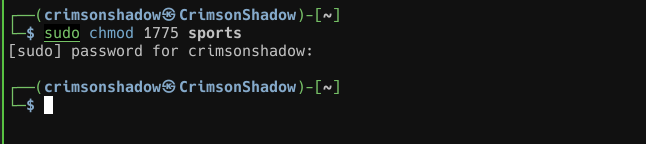 ┌──(crimsonshadow㉿CrimsonShadow)-[~]
└─$ sudo chmod 1775 sports
[sudo] password for crimsonshadow:
┌──(crimsonshadow㉿CrimsonShadow)-[~]
└─$